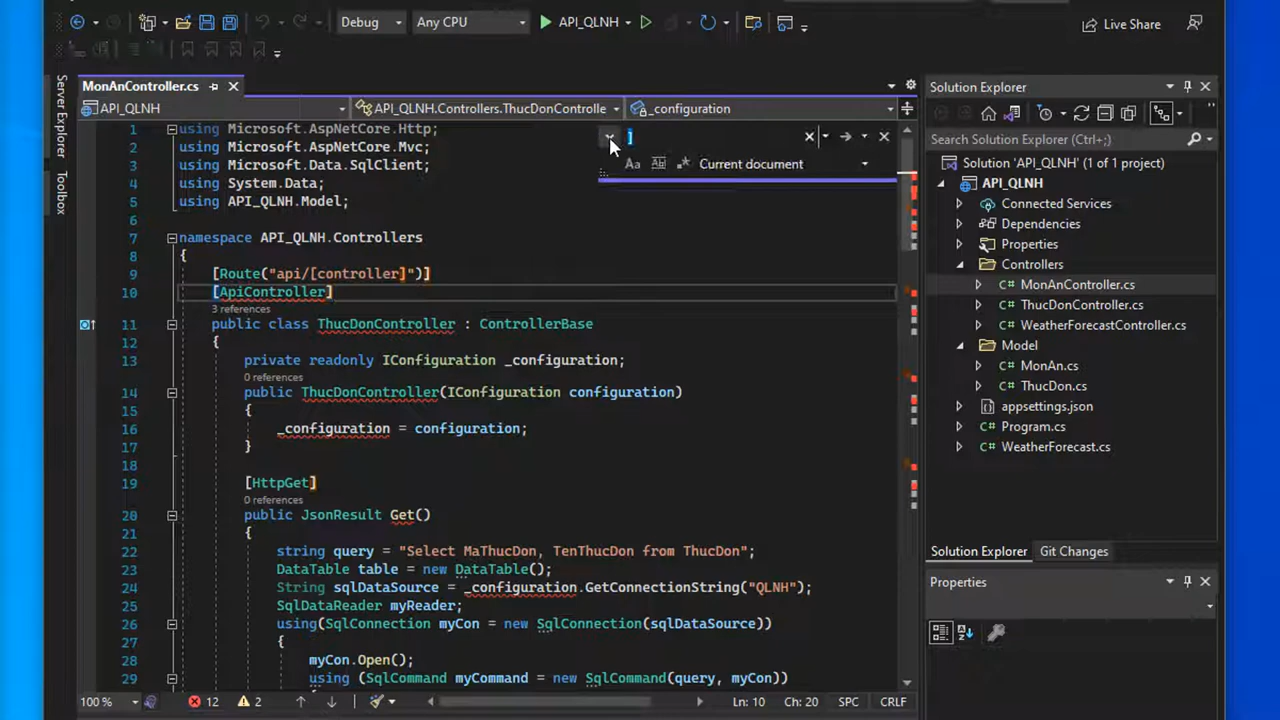 Debug
Any CPU
API_QLNH
Live Share
Server Explorer
Toolbox
MonAnController.cs
API_QLNH
API_QLNH.Controllers.ThucDonControlle
_configuration
]
Aa
Current document
1 using Microsoft.AspNetCore.Http;
2 using Microsoft.AspNetCore.Mvc;
3 using Microsoft.Data.SqlClient;
4 using System.Data;
5 using API_QLNH.Model;
6
7 namespace API_QLNH.Controllers
8 {
9 [Route("api/[controller]")]
10 [ApiController]
3 references
11 public class ThucDonController : ControllerBase
12 {
13 private readonly IConfiguration _configuration;
0 references
14 public ThucDonController(IConfiguration configuration)
15 {
16 _configuration = configuration;
17 }
18
19 [HttpGet]
0 references
20 public JsonResult Get()
21 {
22 string query = "Select MaThucDon, TenThucDon from ThucDon";
23 DataTable table = new DataTable();
24 String sqlDataSource = _configuration.GetConnectionString("QLNH");
25 SqlDataReader myReader;
26 using(SqlConnection myCon = new SqlConnection(sqlDataSource))
27 {
28 myCon.Open();
29 using (SqlCommand myCommand = new SqlCommand(query, myCon))
100 %
12
2
Ln: 10
Ch: 20
SPC
CRLF
Solution Explorer
Search Solution Explorer
Solution 'API_QLNH' (1 of 1 project)
API_QLNH
Connected Services
Dependencies
Properties
Controllers
C# MonAnController.cs
C# ThucDonController.cs
C# WeatherForecastController.cs
Model
C# MonAn.cs
C# ThucDon.cs
appsettings.json
C# Program.cs
C# WeatherForecast.cs
Solution Explorer
Git Changes
Properties